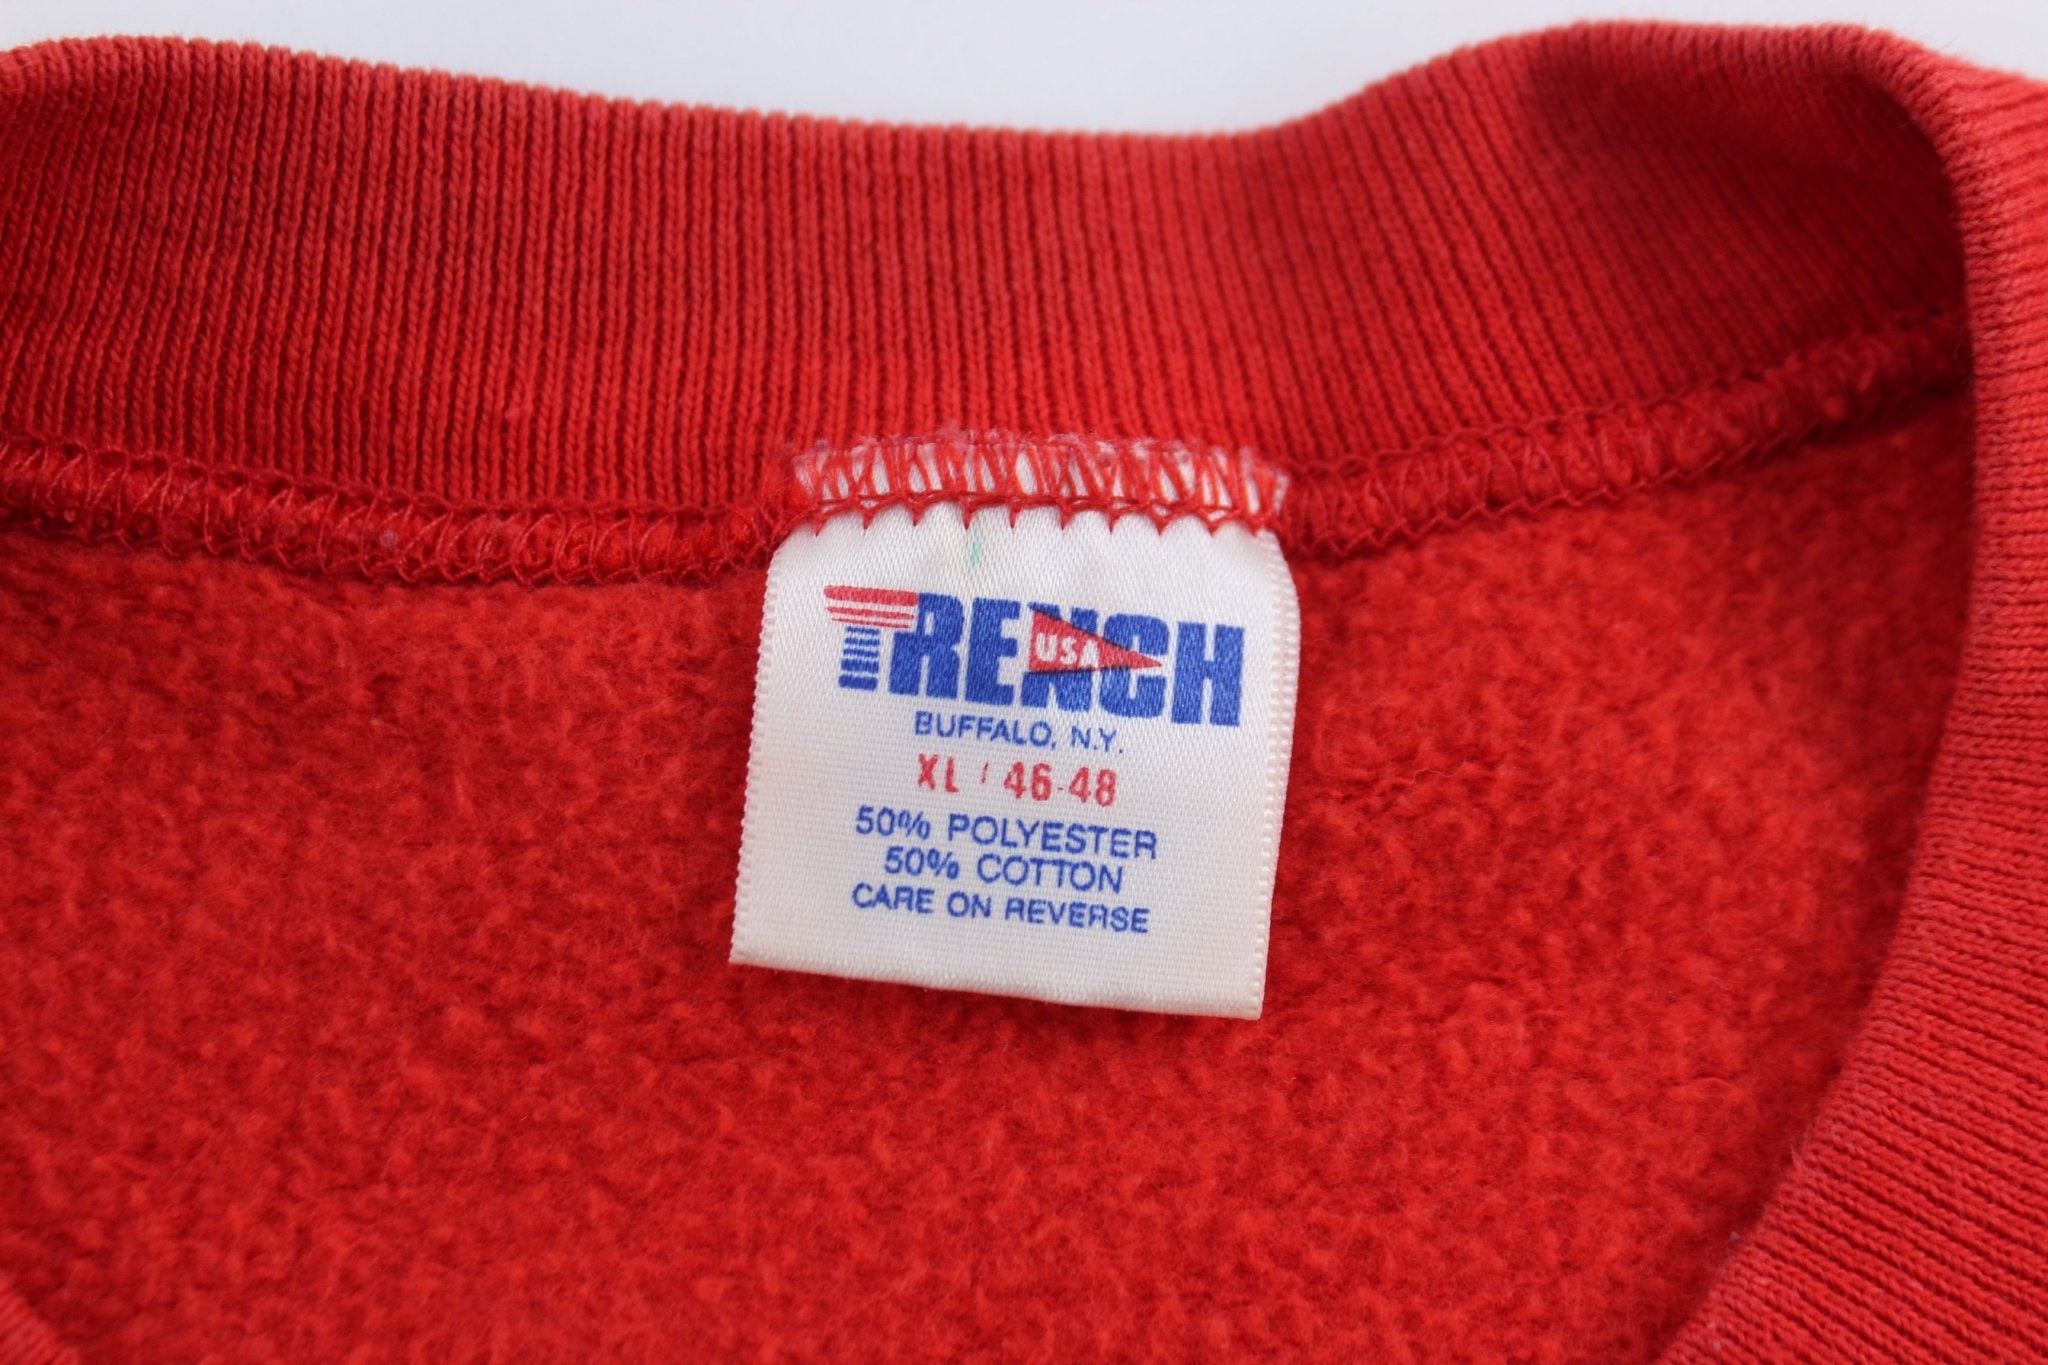 TRENCH
USA
BUFFALO, N.Y.
XL / 46-48
50% POLYESTER
50% COTTON
CARE ON REVERSE